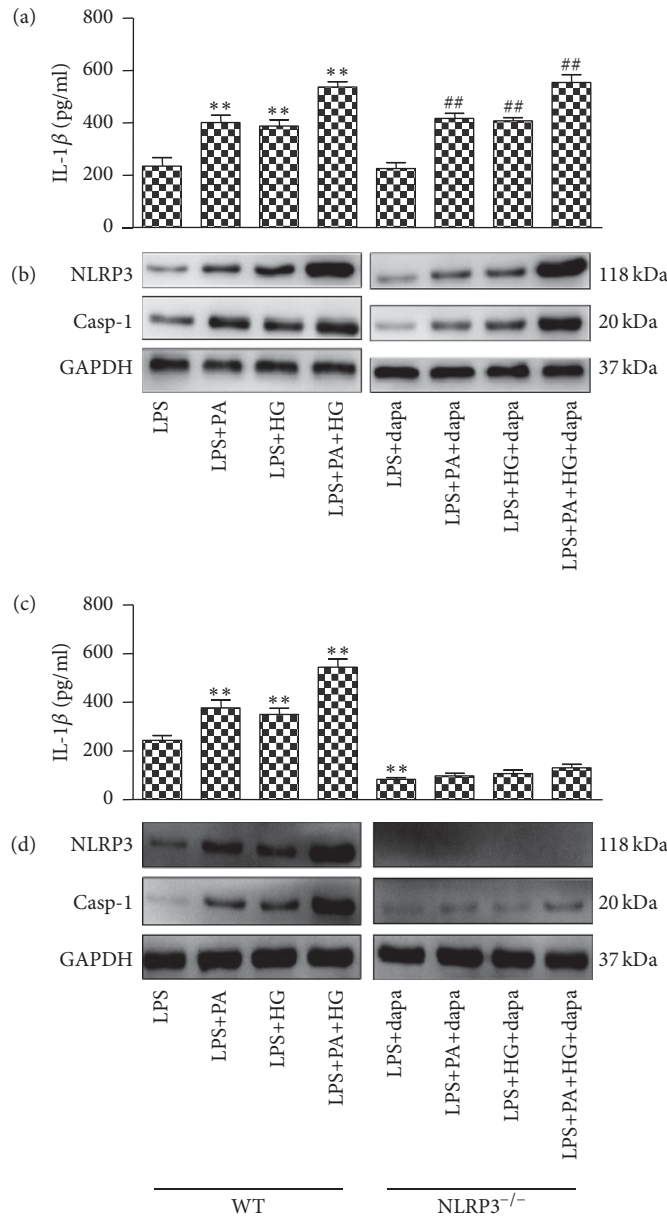 (a)
800
600
400
200
0
IL-1β (pg/ml)
** ** ** ## ## ##
(b)
NLRP3 118 kDa
Casp-1 20 kDa
GAPDH 37 kDa
LPS
LPS+PA
LPS+HG
LPS+PA+HG
LPS+dapa
LPS+PA+dapa
LPS+HG+dapa
LPS+PA+HG+dapa
(c)
800
600
400
200
0
IL-1β (pg/ml)
** ** ** **
(d)
NLRP3 118 kDa
Casp-1 20 kDa
GAPDH 37 kDa
LPS
LPS+PA
LPS+HG
LPS+PA+HG
LPS+dapa
LPS+PA+dapa
LPS+HG+dapa
LPS+PA+HG+dapa
WT NLRP3−/−